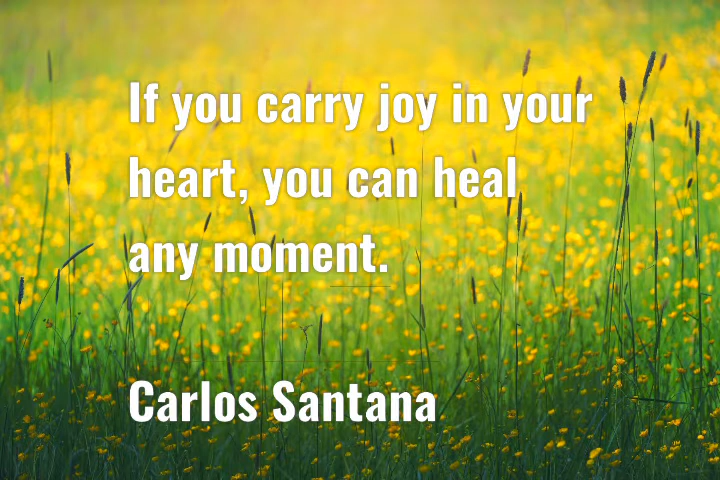 If you carry joy in your
heart, you can heal
any moment.
Carlos Santana